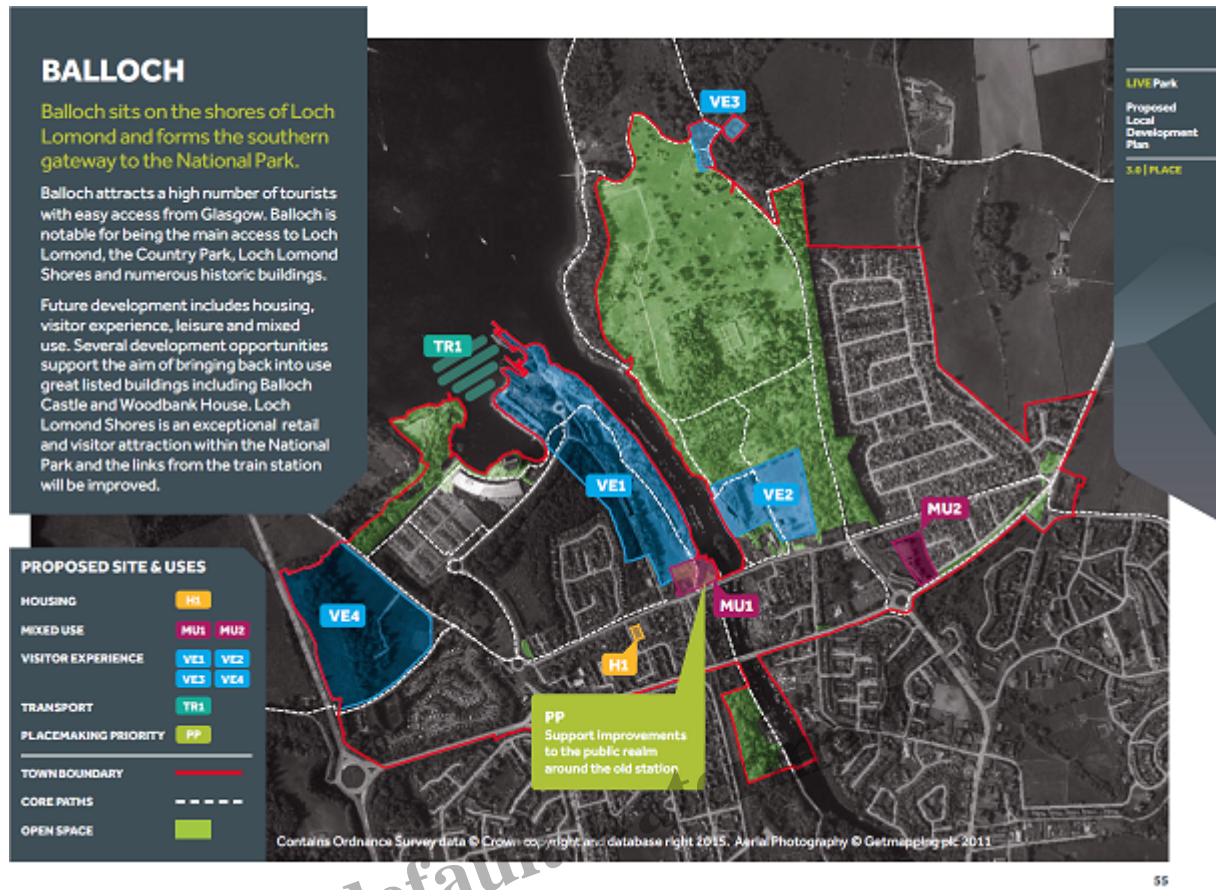 BALLOCH
Balloch sits on the shores of Loch
Lomond and forms the southern
gateway to the National Park.
Balloch attracts a high number of tourists
with easy access from Glasgow. Balloch is
notable for being the main access to Loch
Lomond, the Country Park, Loch Lomond
Shores and numerous historic buildings.
Future development includes housing,
visitor experience, leisure and mixed
use. Several development opportunities
support the aim of bringing back into use
great listed buildings including Balloch
Castle and Woodbank House. Loch
Lomond Shores is an exceptional retail
and visitor attraction within the National
Park and the links from the train station
will be improved.
LIVE Park
Proposed
Local
Development
Plan
3.0 | PLACE
VE3
TR1
VE1
VE2
MU2
VE4
MU1
H1
PP
Support improvements
to the public realm
around the old station
PROPOSED SITE & USES
HOUSING H1
MIXED USE MU1 MU2
VISITOR EXPERIENCE VE1 VE2
VE3 VE4
TRANSPORT TR1
PLACEMAKING PRIORITY PP
TOWN BOUNDARY
CORE PATHS
OPEN SPACE
Contains Ordnance Survey data © Crown copyright and database right 2015. Aerial Photography © Getmapping plc 2011
55